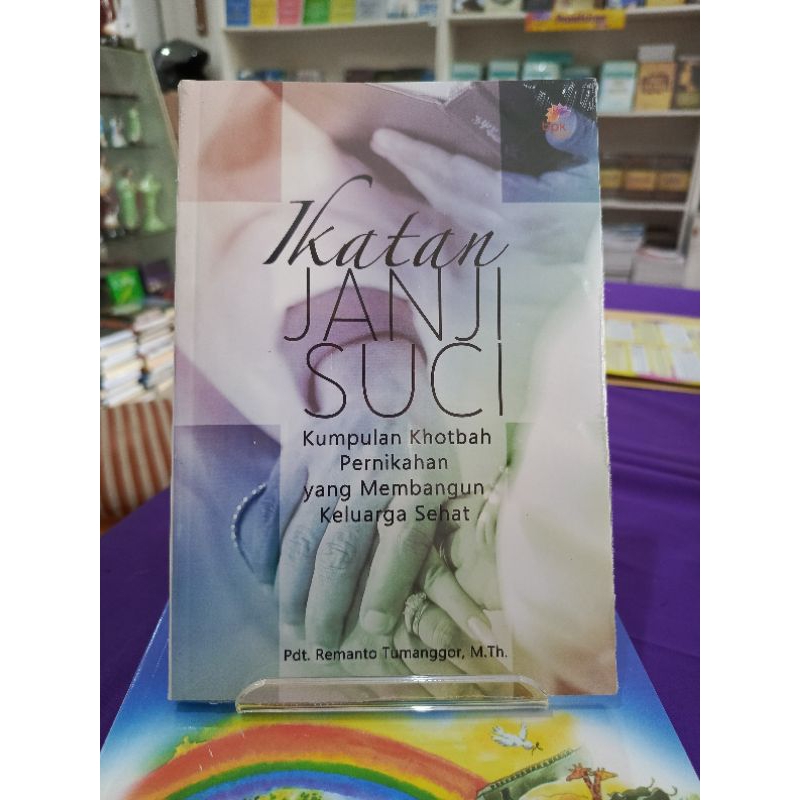 Ikatan
JANJI
SUCI
Kumpulan Khotbah
Pernikahan
yang Membangun
Keluarga Sehat
Pdt. Remanto Tumanggor, M.Th.